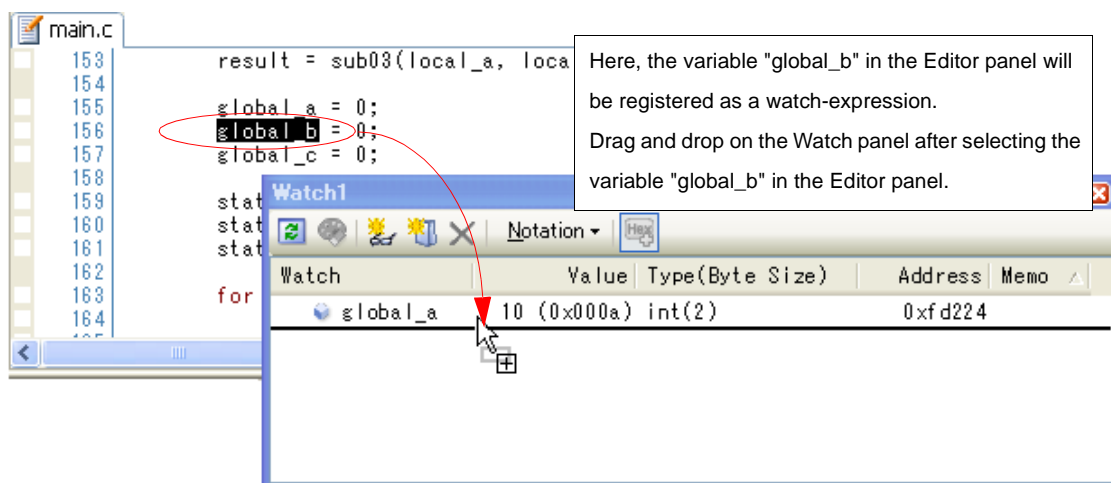 main.c
153 result = sub03(local_a, loca
154
155 global_a = 0;
156 global_b = 0;
157 global_c = 0;
158
159 stat
160 stat
161 stat
162
163 for
164
Here, the variable "global_b" in the Editor panel will
be registered as a watch-expression.
Drag and drop on the Watch panel after selecting the
variable "global_b" in the Editor panel.
Watch1
Notation Hex
Watch Value Type(Byte Size) Address Memo
global_a 10 (0x000a) int(2) 0xfd224